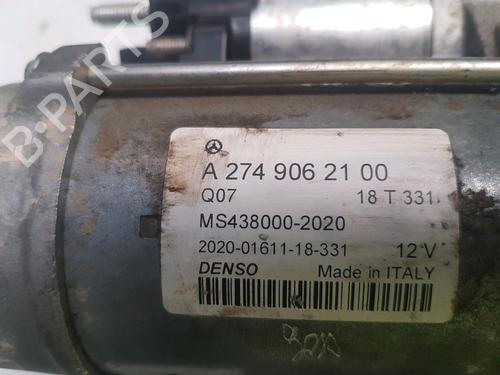 B-PARTS
A 274 906 21 00
Q07 18 T 331
MS438000-2020
2020-01611-18-331 12 V
DENSO Made in ITALY